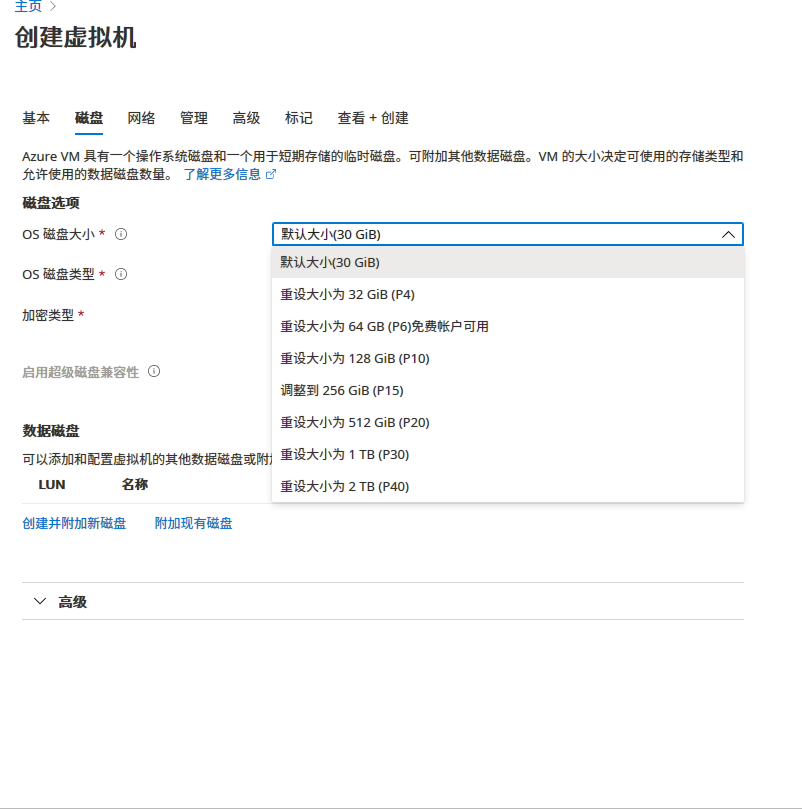 主页
创建虚拟机
基本 磁盘 网络 管理 高级 标记 查看 + 创建
Azure VM 具有一个操作系统磁盘和一个用于短期存储的临时磁盘。可附加其他数据磁盘。VM 的大小决定可使用的存储类型和
允许使用的数据磁盘数量。 了解更多信息
磁盘选项
OS 磁盘大小 * 默认大小(30 GiB)
默认大小(30 GiB)
OS 磁盘类型 *
重设大小为 32 GiB (P4)
加密类型 *
重设大小为 64 GB (P6)免费帐户可用
重设大小为 128 GiB (P10)
启用超级磁盘兼容性
调整到 256 GiB (P15)
重设大小为 512 GiB (P20)
数据磁盘
重设大小为 1 TB (P30)
可以添加和配置虚拟机的其他数据磁盘或附
LUN 名称
重设大小为 2 TB (P40)
创建并附加新磁盘 附加现有磁盘
高级